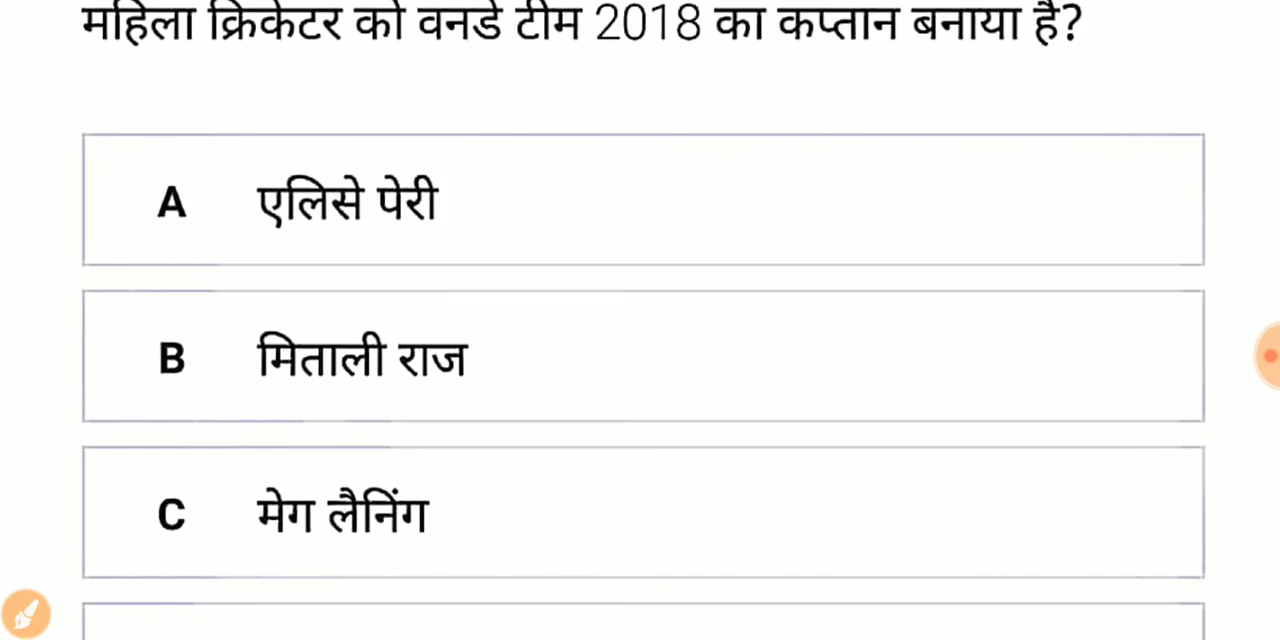 महिला क्रिकेटर को वनडे टीम 2018 का कप्तान बनाया है?
A एलिसे पेरी
B मिताली राज
C मेग लैनिंग